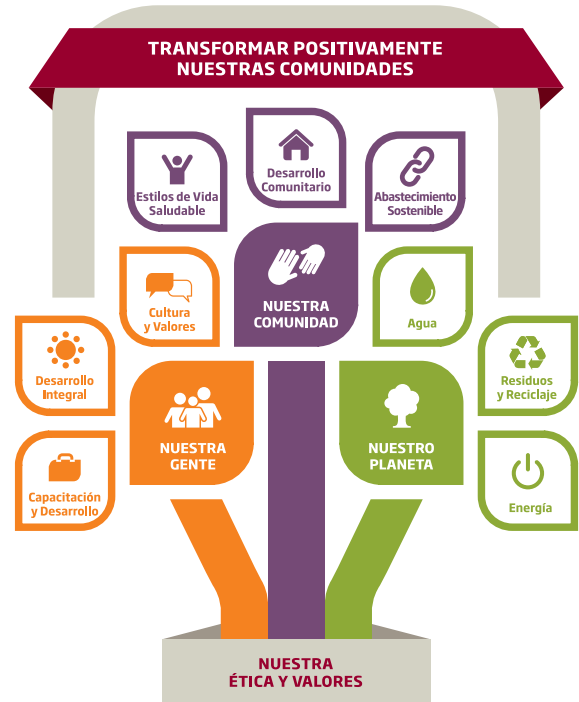 TRANSFORMAR POSITIVAMENTE
NUESTRAS COMUNIDADES
Desarrollo
Comunitario
Estilos de Vida
Saludable
Abastecimiento
Sostenible
NUESTRA
COMUNIDAD
Cultura
y Valores
Agua
Desarrollo
Integral
Residuos
y Reciclaje
NUESTRA
GENTE
NUESTRO
PLANETA
Capacitación
y Desarrollo
Energía
NUESTRA
ÉTICA Y VALORES